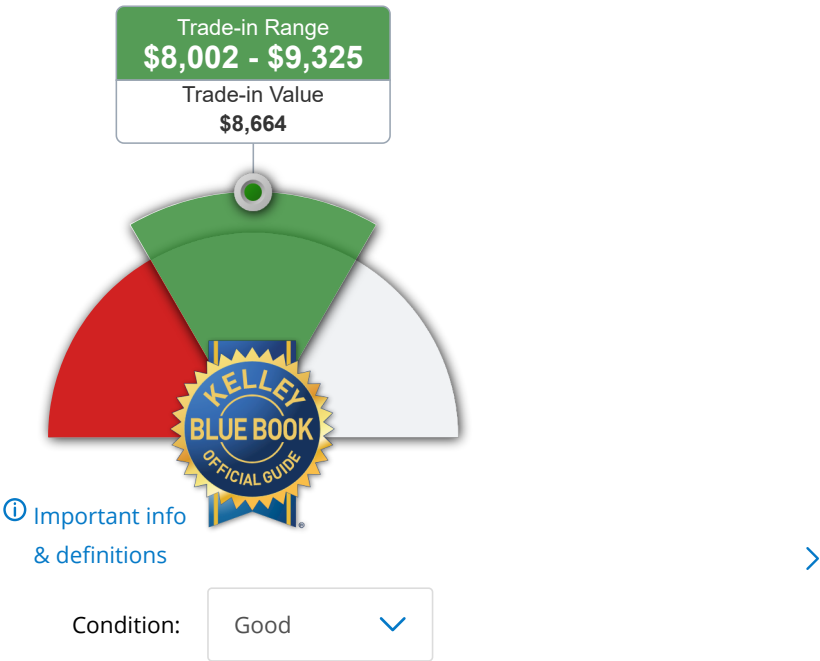 Trade-in Range
$8,002 - $9,325
Trade-in Value
$8,664
KELLEY
BLUE BOOK
OFFICIAL GUIDE
®
Important info
& definitions
Condition:
Good